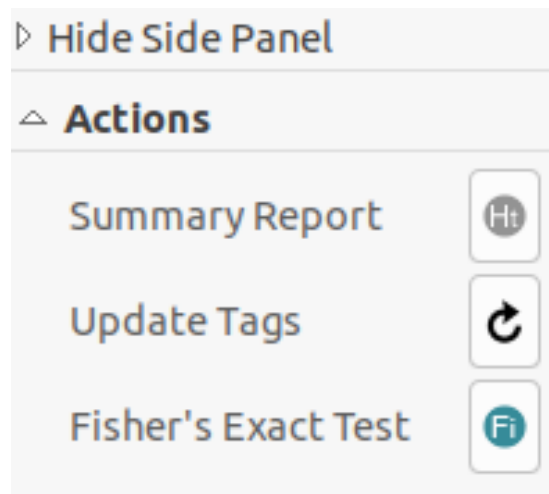 Hide Side Panel
Actions
Summary Report Ht
Update Tags
Fisher's Exact Test Fi